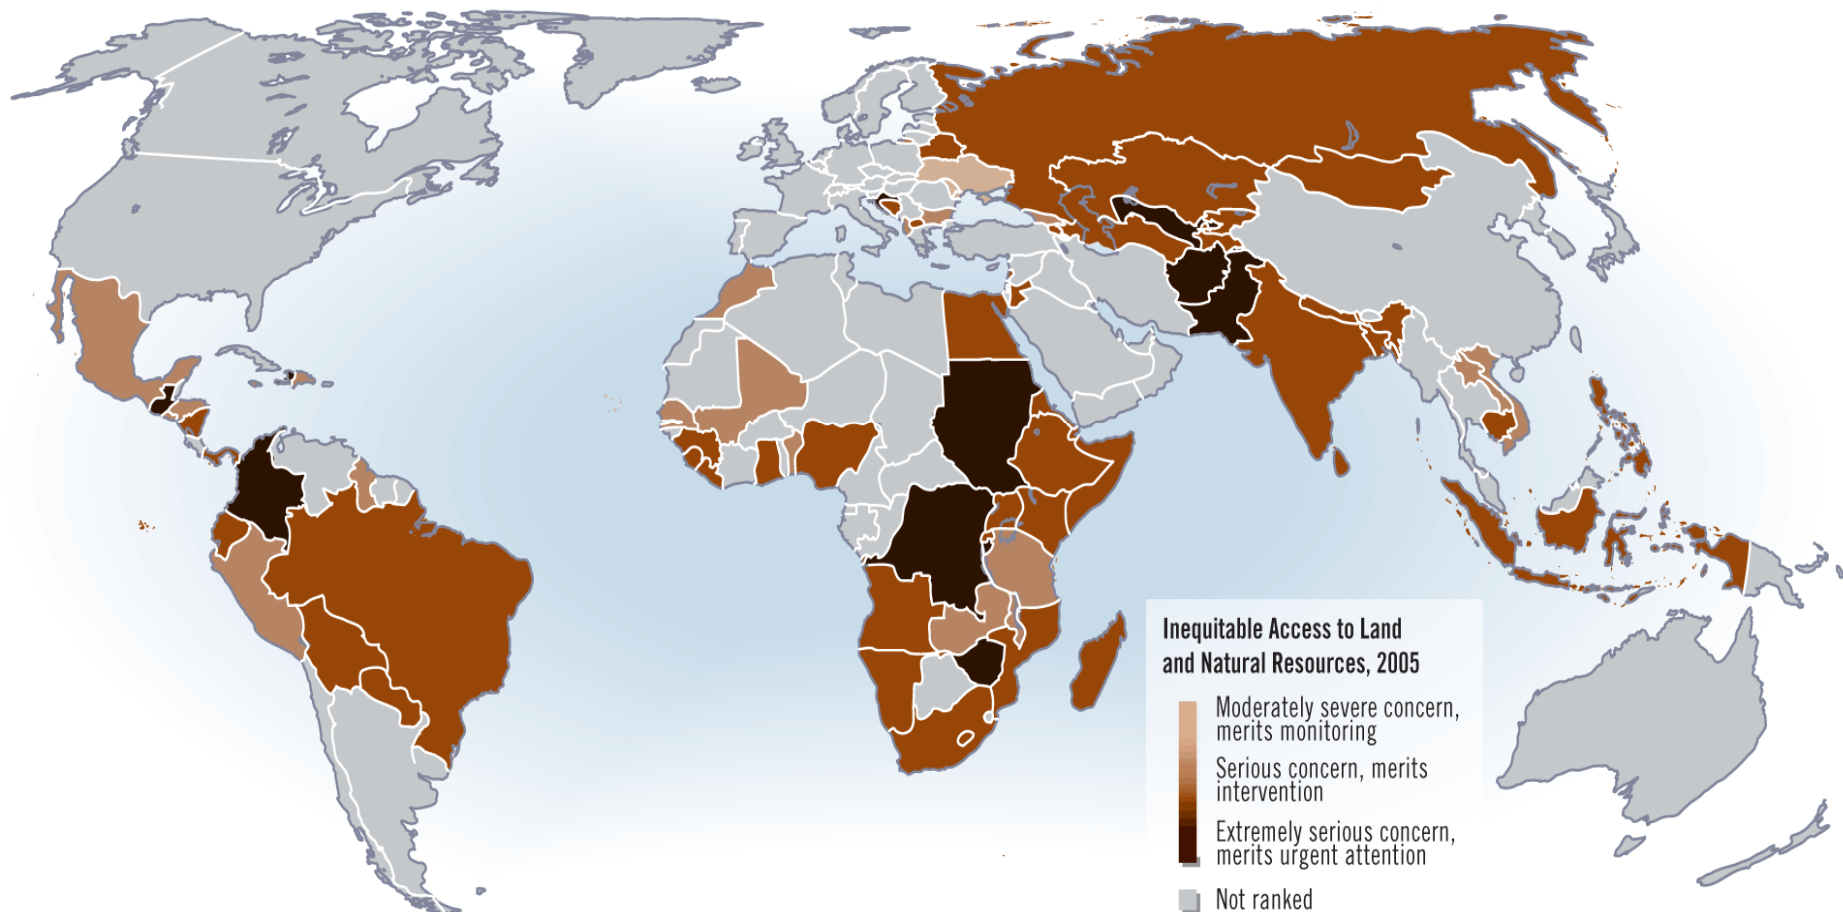 Inequitable Access to Land
and Natural Resources, 2005
Moderately severe concern,
merits monitoring
Serious concern, merits
intervention
Extremely serious concern,
merits urgent attention
Not ranked